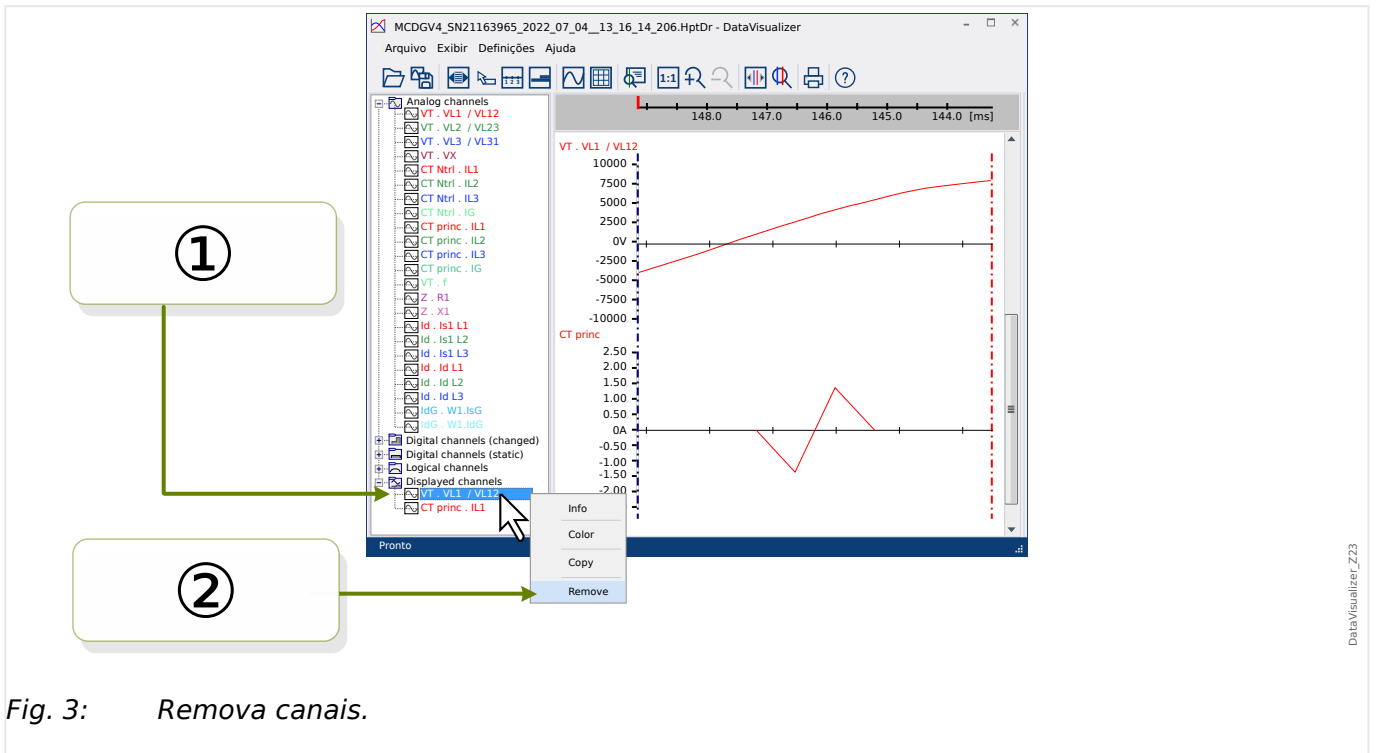 MCDGV4_SN21163965_2022_07_04__13_16_14_206.HptDr - DataVisualizer
Arquivo Exibir Definições Ajuda
1:1
1 2 3
Analog channels
VT . VL1 / VL12
VT . VL2 / VL23
VT . VL3 / VL31
VT . VX
CT Ntrl . IL1
CT Ntrl . IL2
CT Ntrl . IL3
CT Ntrl . IG
CT princ . IL1
CT princ . IL2
CT princ . IL3
CT princ . IG
VT . f
Z . R1
Z . X1
Id . Is1 L1
Id . Is1 L2
Id . Is1 L3
Id . Id L1
Id . Id L2
Id . Id L3
IdG . W1.IsG
IdG . W1.IdG
Digital channels (changed)
Digital channels (static)
Logical channels
Displayed channels
VT . VL1 / VL12
CT princ . IL1
148.0 147.0 146.0 145.0 144.0 [ms]
VT . VL1 / VL12
10000
7500
5000
2500
0V
-2500
-5000
-7500
-10000
CT princ
2.50
2.00
1.50
1.00
0.50
0A
-0.50
-1.00
-1.50
-2.00
Info
Color
Copy
Remove
Pronto
①
②
DataVisualizer_Z23
Fig. 3: Remova canais.